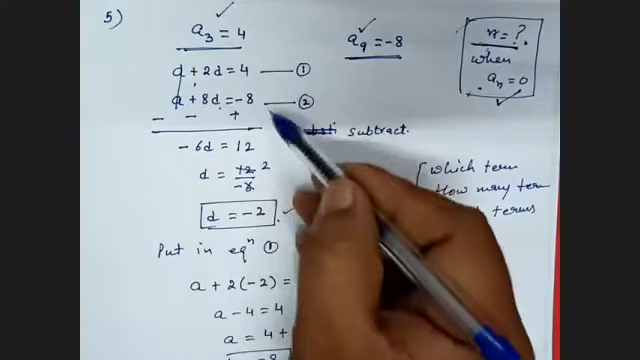 5) a₃ = 4 a₉ = -8 n = ?
when
aₙ = 0
a + 2d = 4 —— ①
a + 8d = -8 —— ②
- - + subtract.
- 6d = 12
d = 12/-6 2
d = -2
[ which term
How many term
terms
Put in eqⁿ ①
a + 2(-2) =
a - 4 = 4
a = 4 +